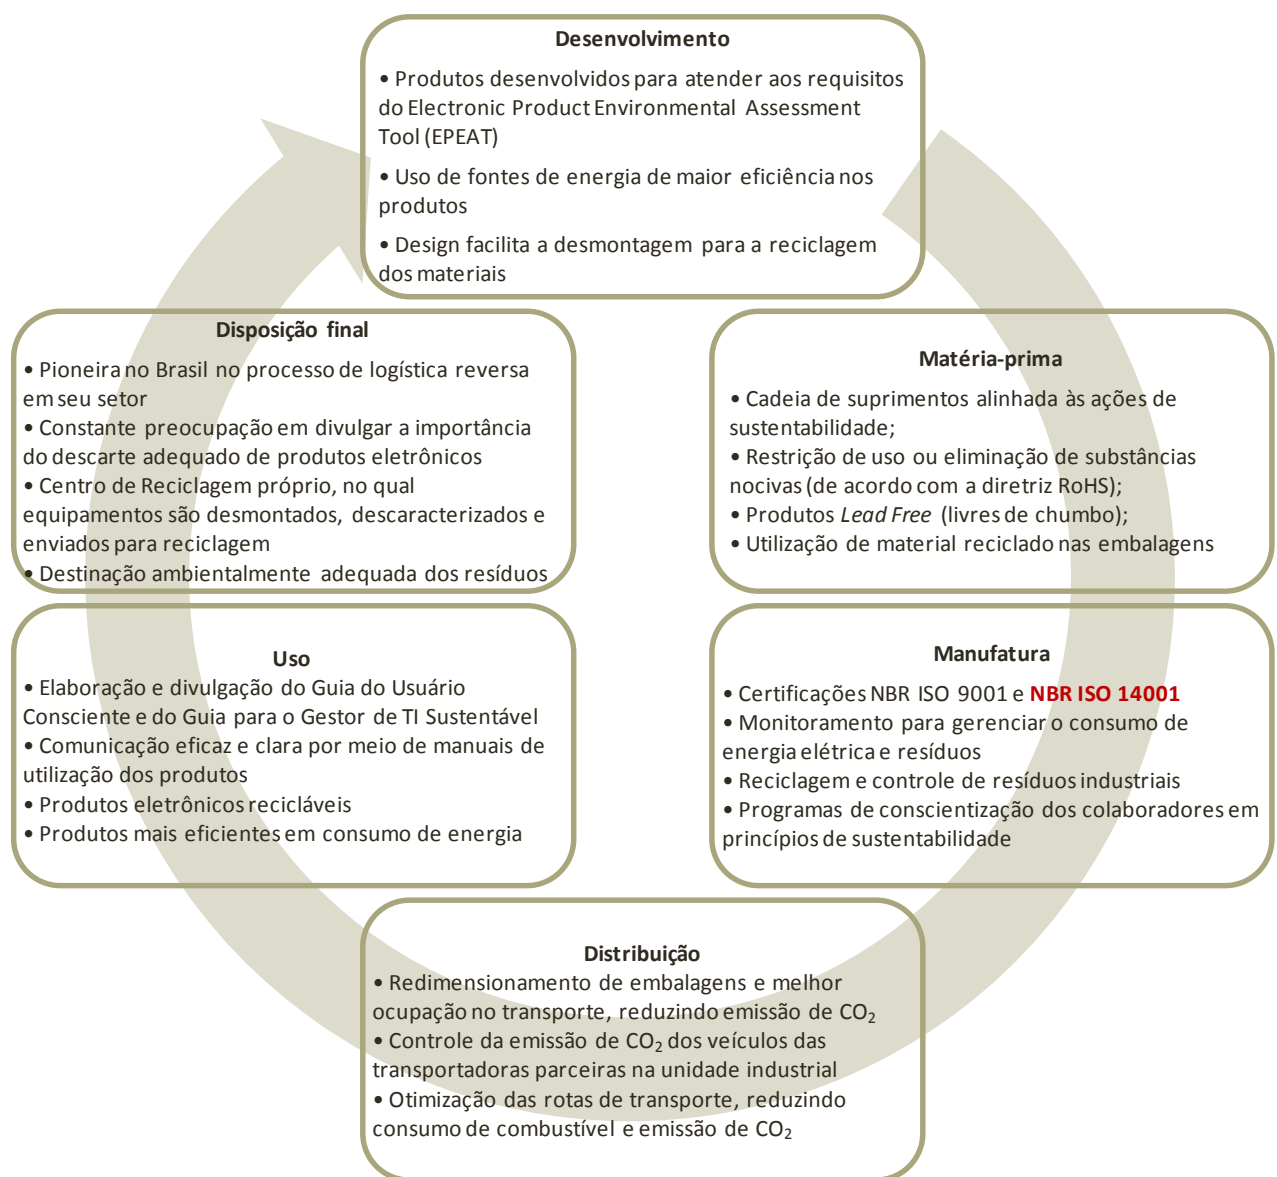 Desenvolvimento
• Produtos desenvolvidos para atender aos requisitos
do Electronic Product Environmental Assessment
Tool (EPEAT)
• Uso de fontes de energia de maior eficiência nos
produtos
• Design facilita a desmontagem para a reciclagem
dos materiais
Matéria-prima
• Cadeia de suprimentos alinhada às ações de
sustentabilidade;
• Restrição de uso ou eliminação de substâncias
nocivas (de acordo com a diretriz RoHS);
• Produtos Lead Free (livres de chumbo);
• Utilização de material reciclado nas embalagens
Manufatura
• Certificações NBR ISO 9001 e NBR ISO 14001
• Monitoramento para gerenciar o consumo de
energia elétrica e resíduos
• Reciclagem e controle de resíduos industriais
• Programas de conscientização dos colaboradores em
princípios de sustentabilidade
Distribuição
• Redimensionamento de embalagens e melhor
ocupação no transporte, reduzindo emissão de CO₂
• Controle da emissão de CO₂ dos veículos das
transportadoras parceiras na unidade industrial
• Otimização das rotas de transporte, reduzindo
consumo de combustível e emissão de CO₂
Uso
• Elaboração e divulgação do Guia do Usuário
Consciente e do Guia para o Gestor de TI Sustentável
• Comunicação eficaz e clara por meio de manuais de
utilização dos produtos
• Produtos eletrônicos recicláveis
• Produtos mais eficientes em consumo de energia
Disposição final
• Pioneira no Brasil no processo de logística reversa
em seu setor
• Constante preocupação em divulgar a importância
do descarte adequado de produtos eletrônicos
• Centro de Reciclagem próprio, no qual
equipamentos são desmontados, descaracterizados e
enviados para reciclagem
• Destinação ambientalmente adequada dos resíduos